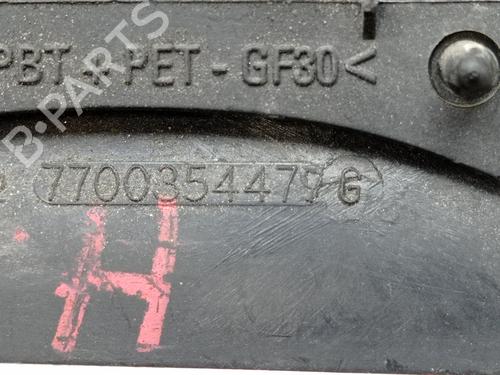 PBT + PET - GF30<
7700354479 G
H
B-PARTS